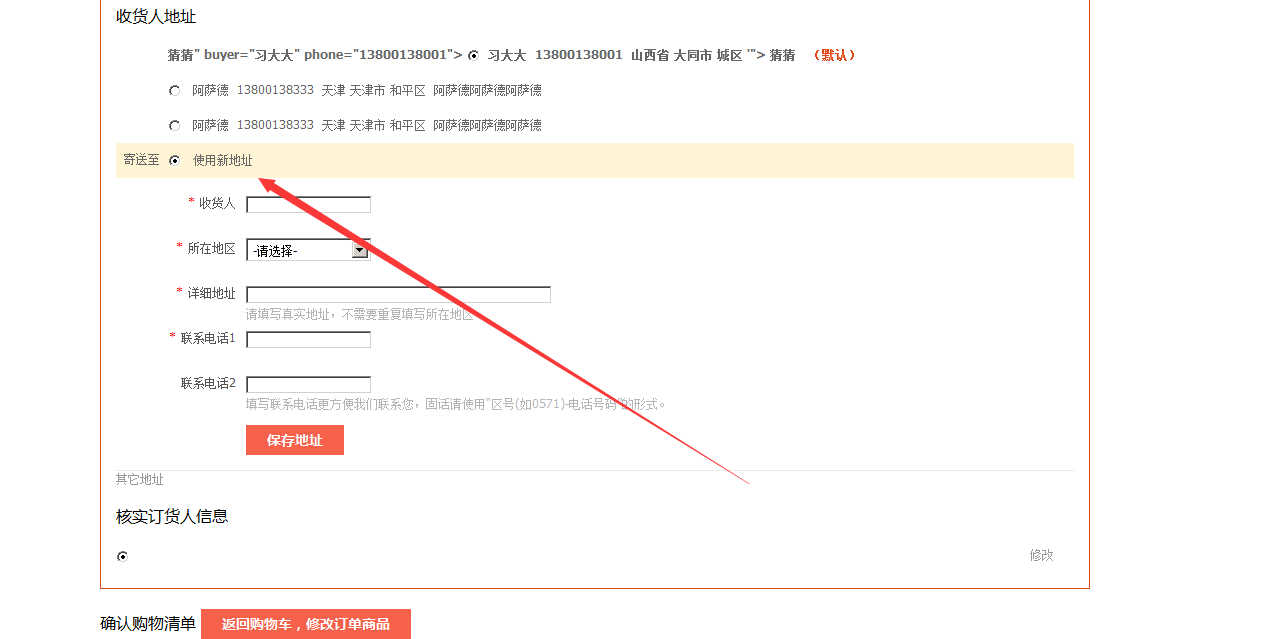 收货人地址
猜猜" buyer="习大大" phone="13800138001"> 习大大 13800138001 山西省 大同市 城区 '"> 猜猜 （默认）
阿萨德 13800138333 天津 天津市 和平区 阿萨德阿萨德阿萨德
阿萨德 13800138333 天津 天津市 和平区 阿萨德阿萨德阿萨德
寄送至 使用新地址
* 收货人
* 所在地区 -请选择-
* 详细地址
请填写真实地址，不需要重复填写所在地区
* 联系电话1
联系电话2
填写联系电话更方便我们联系您，固话请使用"区号(如0571)-电话号码"的形式。
保存地址
其它地址
核实订货人信息
修改
确认购物清单 返回购物车，修改订单商品